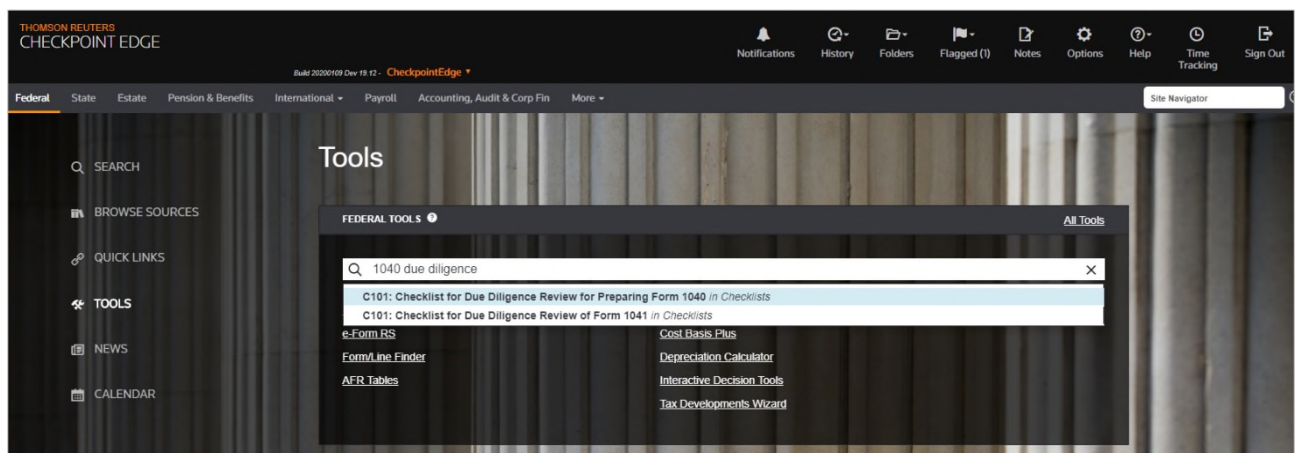 THOMSON REUTERS
CHECKPOINT EDGE
Build 20200109 Dev 19.12 - CheckpointEdge
Notifications
History
Folders
Flagged (1)
Notes
Options
Help
Time Tracking
Sign Out
Federal State Estate Pension & Benefits International Payroll Accounting, Audit & Corp Fin More
Site Navigator
SEARCH
BROWSE SOURCES
QUICK LINKS
TOOLS
NEWS
CALENDAR
Tools
FEDERAL TOOLS
All Tools
1040 due diligence
C101: Checklist for Due Diligence Review for Preparing Form 1040 in Checklists
C101: Checklist for Due Diligence Review of Form 1041 in Checklists
e-Form RS
Form/Line Finder
AFR Tables
Cost Basis Plus
Depreciation Calculator
Interactive Decision Tools
Tax Developments Wizard